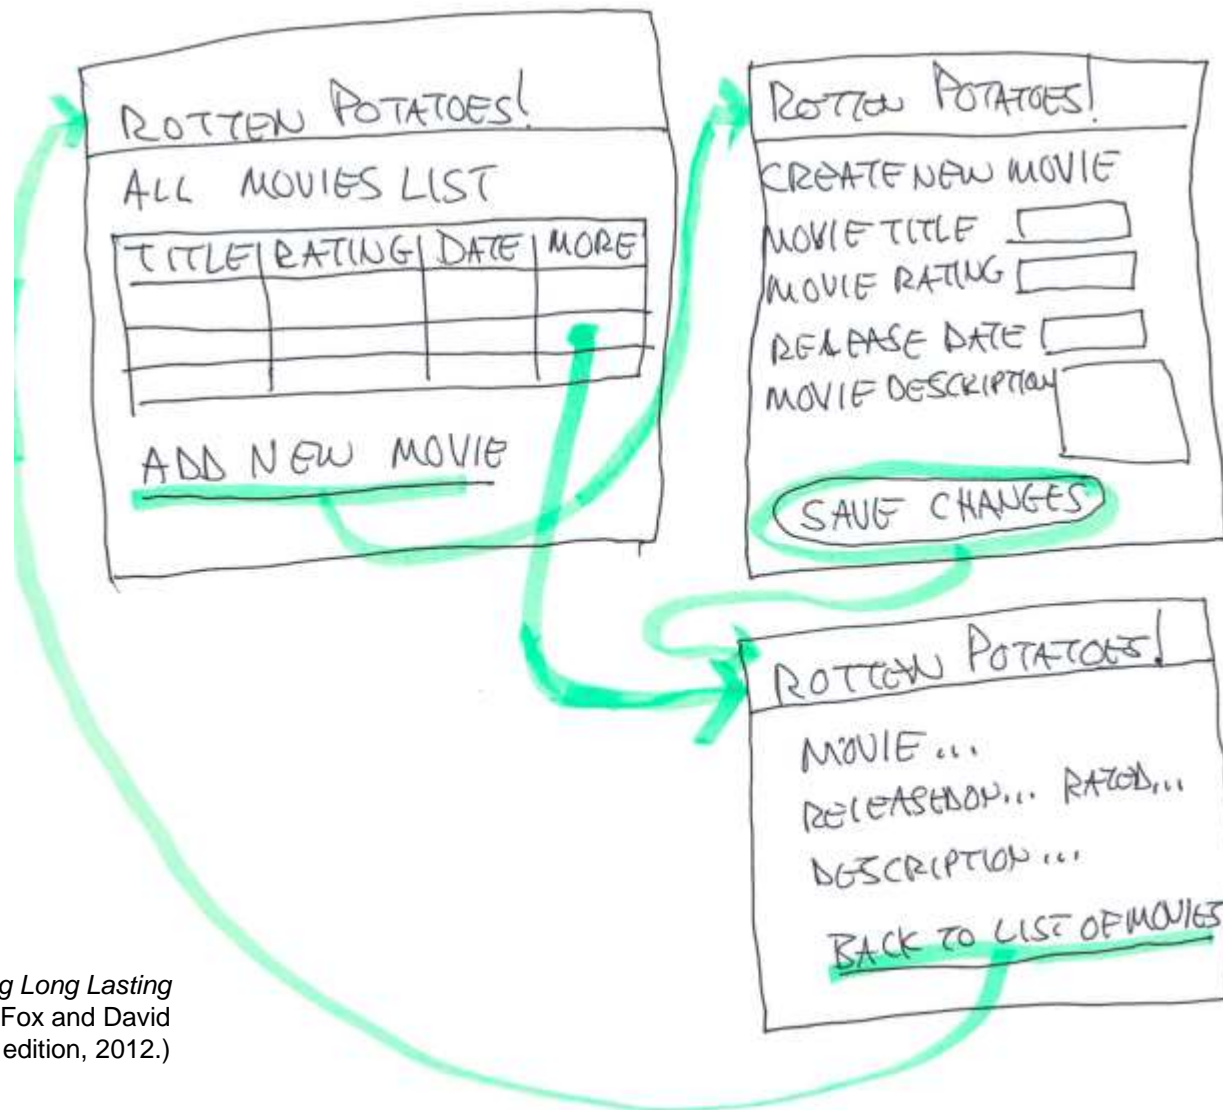 ROTTEN POTATOES!
ALL MOVIES LIST
TITLE RATING DATE MORE
ADD NEW MOVIE
ROTTEN POTATOES!
CREATE NEW MOVIE
MOVIE TITLE
MOVIE RATING
RELEASE DATE
MOVIE DESCRIPTION
SAVE CHANGES
ROTTEN POTATOES!
MOVIE ...
RELEASED ON... RATED...
DESCRIPTION ...
BACK TO LIST OF MOVIES
g Long Lasting
Fox and David
edition, 2012.)